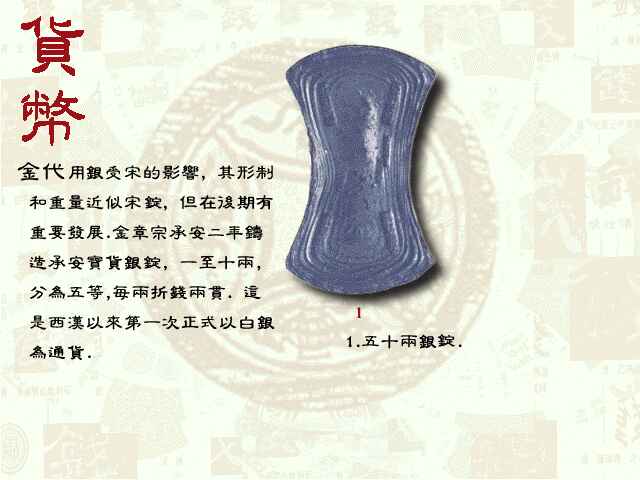 貨
幣
金代用銀受宋的影響，其形制
和重量近似宋錠，但在後期有
重要發展.金章宗承安二年鑄
造承安寶貨銀錠，一至十兩，
分為五等,每兩折錢兩貫．這
是西漢以來第一次正式以白銀
為通貨．
1
1.五十兩銀錠．